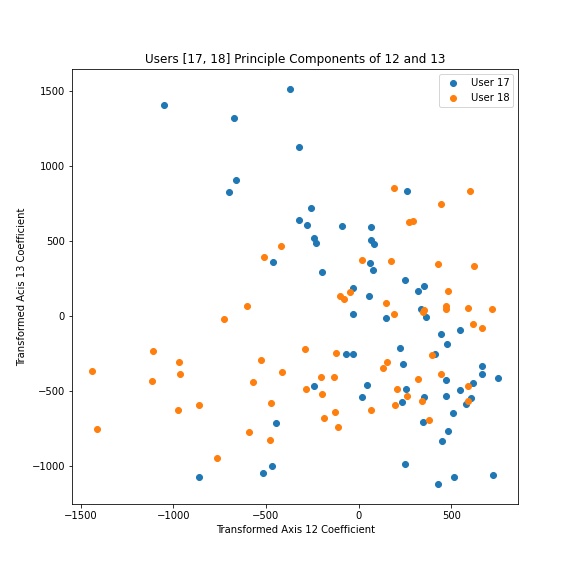 Users [17, 18] Principle Components of 12 and 13
User 17
User 18
Transformed Acis 13 Coefficient
1500
1000
500
0
−500
−1000
−1500
−1000
−500
0
500
Transformed Axis 12 Coefficient